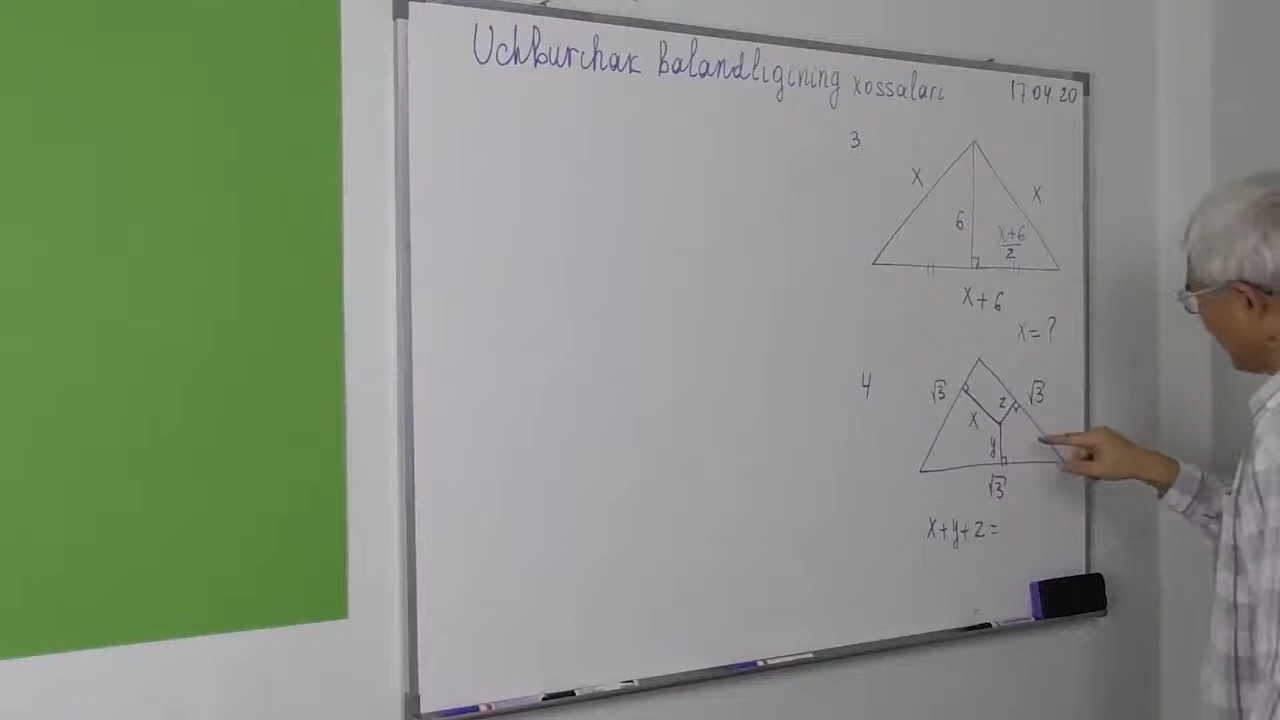 Uchburchak Balandligining xossalari
17.04.20
3
x
x
6
x+6
2
x+6
x=?
4
√3
√3
z
x
y
√3
x+y+z=